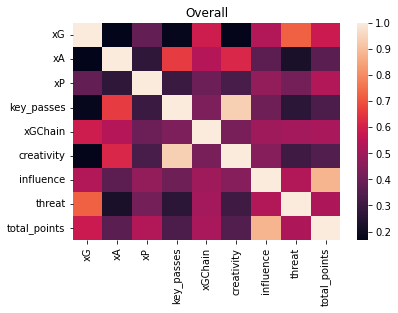 Overall
xG
xA
xP
key_passes
xGChain
creativity
influence
threat
total_points
xG
xA
xP
key_passes
xGChain
creativity
influence
threat
total_points
1.0
0.9
0.8
0.7
0.6
0.5
0.4
0.3
0.2